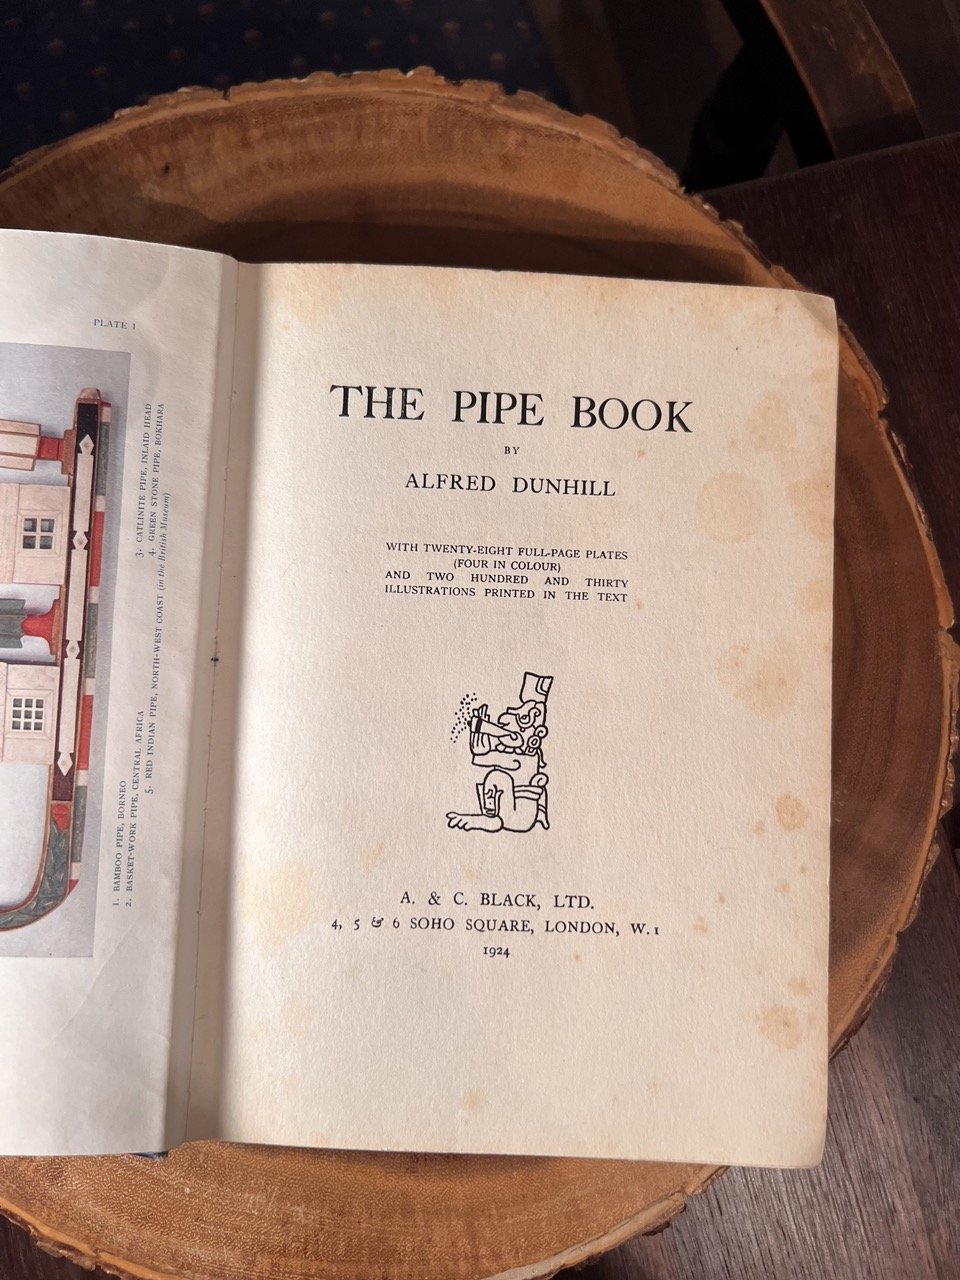 PLATE 1
1. BAMBOO PIPE, BORNEO
2. BASKET-WORK PIPE, CENTRAL AFRICA
3. CATLINITE PIPE, INLAID HEAD
4. GREEN STONE PIPE, BOKHARA
5. RED INDIAN PIPE, NORTH-WEST COAST (in the British Museum)
THE PIPE BOOK
BY
ALFRED DUNHILL
WITH TWENTY-EIGHT FULL-PAGE PLATES
(FOUR IN COLOUR)
AND TWO HUNDRED AND THIRTY
ILLUSTRATIONS PRINTED IN THE TEXT
A. & C. BLACK, LTD.
4, 5 & 6 SOHO SQUARE, LONDON, W.1
1924